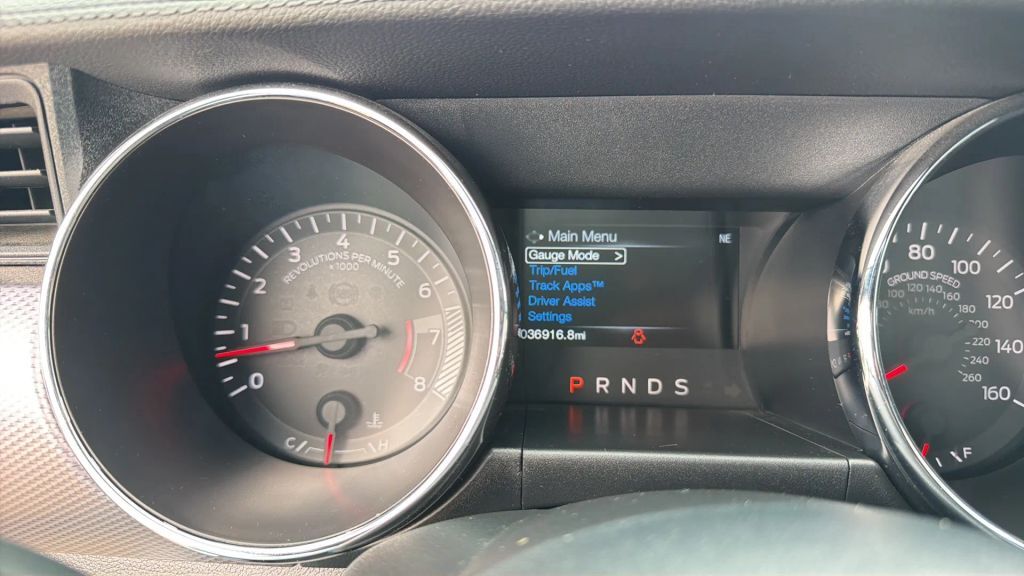 4
3
5
REVOLUTIONS PER MINUTE
x1000
2
6
1
7
0
8
C
H
Main Menu
NE
Gauge Mode >
Trip/Fuel
Track Apps™
Driver Assist
Settings
036916.8mi
P R N D S
80
100
120
140
160
GROUND SPEED
100
120
140
160
180
200
220
240
260
km/h
F